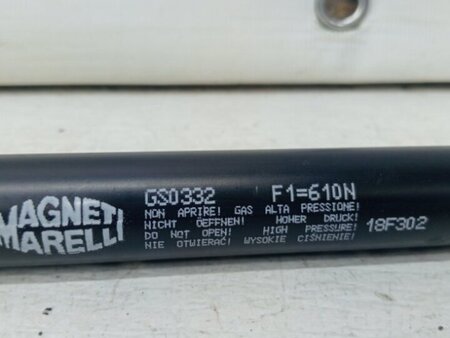 MAGNETI
MARELLI
GS0332 F1=610N
NON APRIRE! GAS ALTA PRESSIONE!
NICHT ÖEFFNEN! HOHER DRUCK!
DO NOT OPEN! HIGH PRESSURE!
NIE OTWIERAĆ! WYSOKIE CIŚNIENIE!
18F302